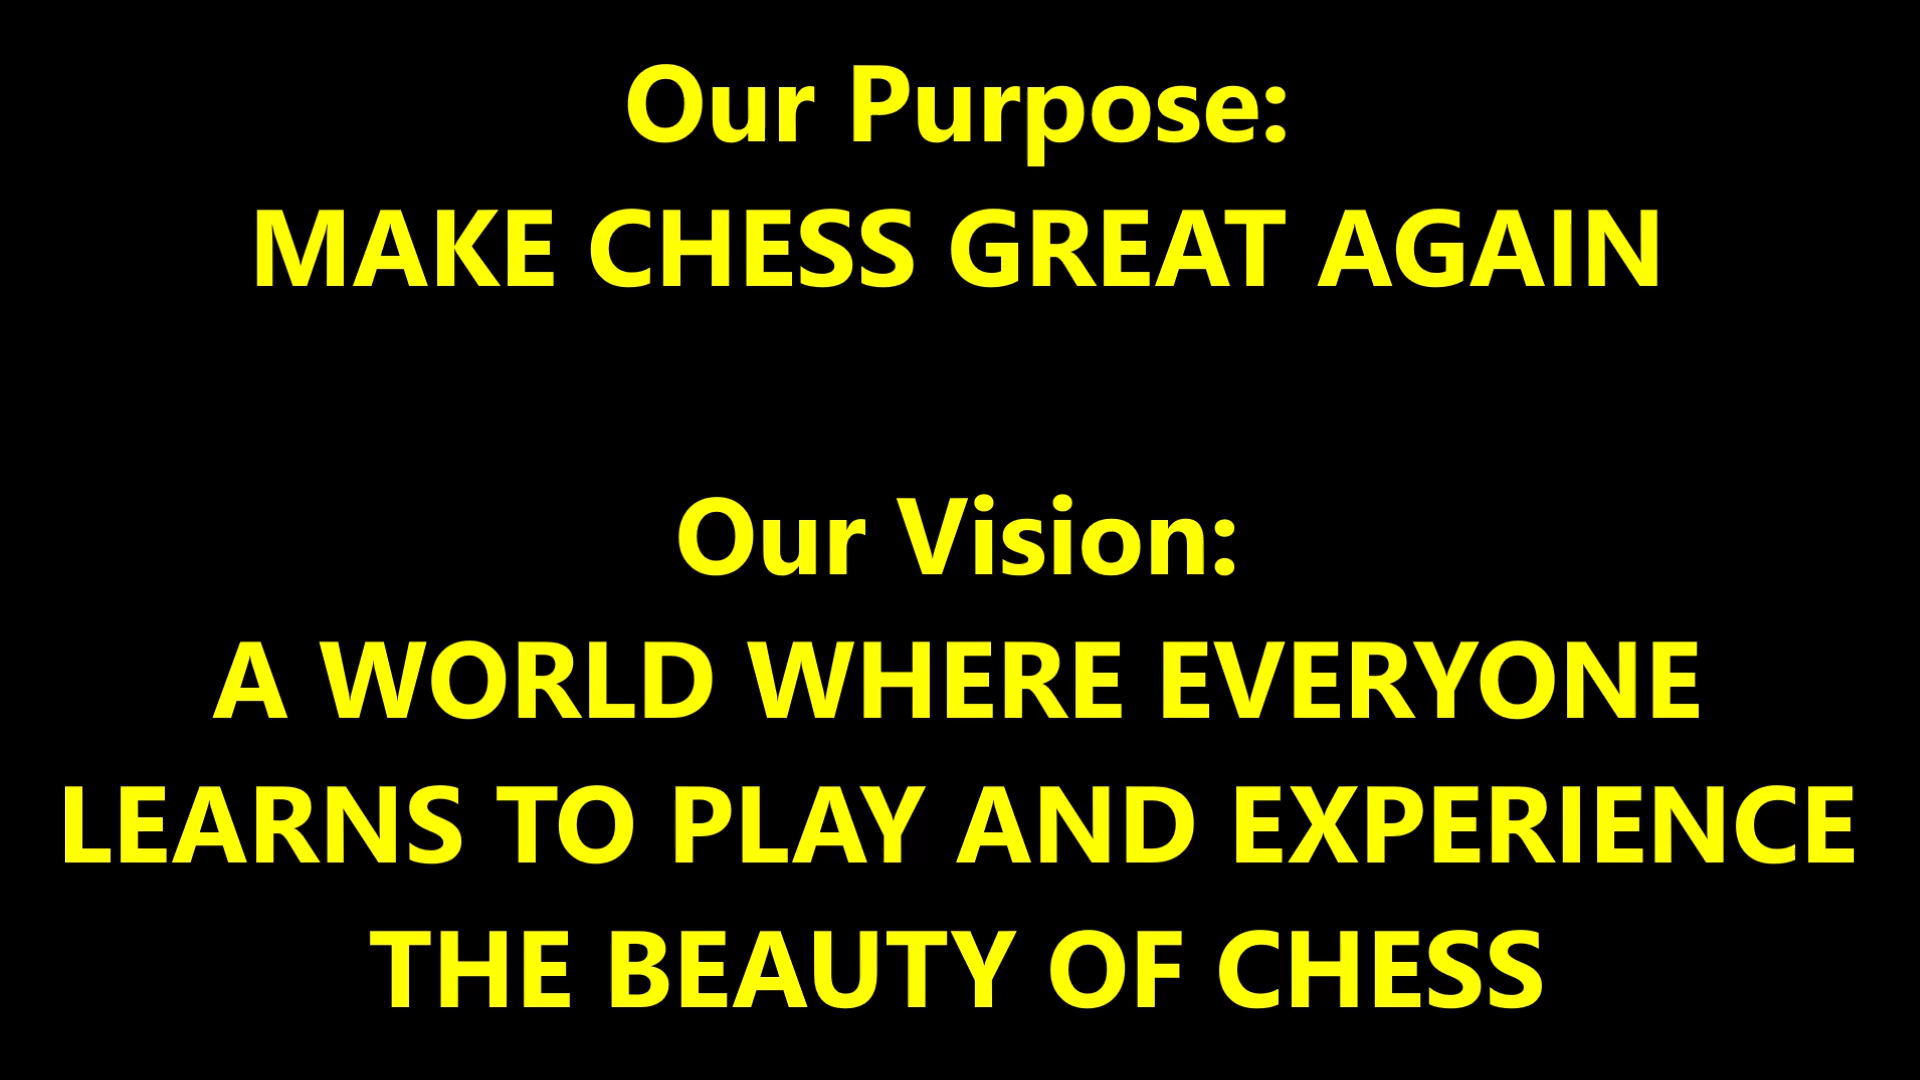 Our Purpose:
MAKE CHESS GREAT AGAIN
Our Vision:
A WORLD WHERE EVERYONE
LEARNS TO PLAY AND EXPERIENCE
THE BEAUTY OF CHESS